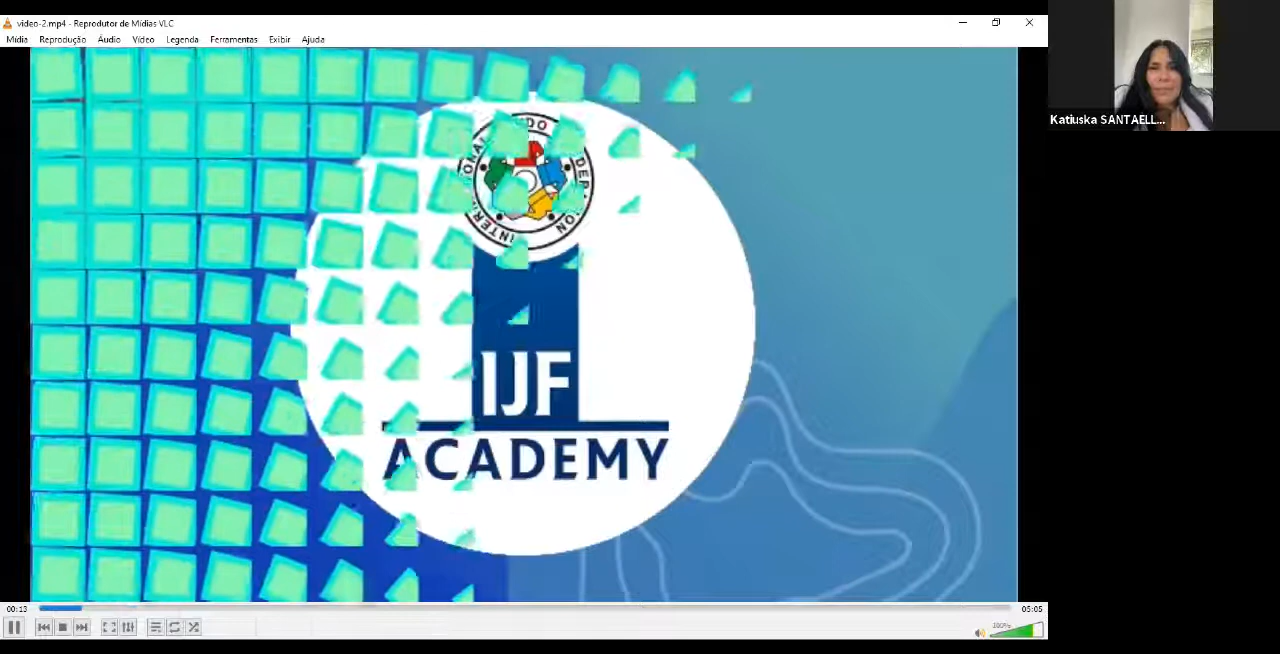 video-2.mp4 - Reprodutor de Mídias VLC
Mídia Reprodução Áudio Vídeo Legenda Ferramentas Exibir Ajuda
IJF
ACADEMY
Katiuska SANTAELL...
00:13
05:05
100%